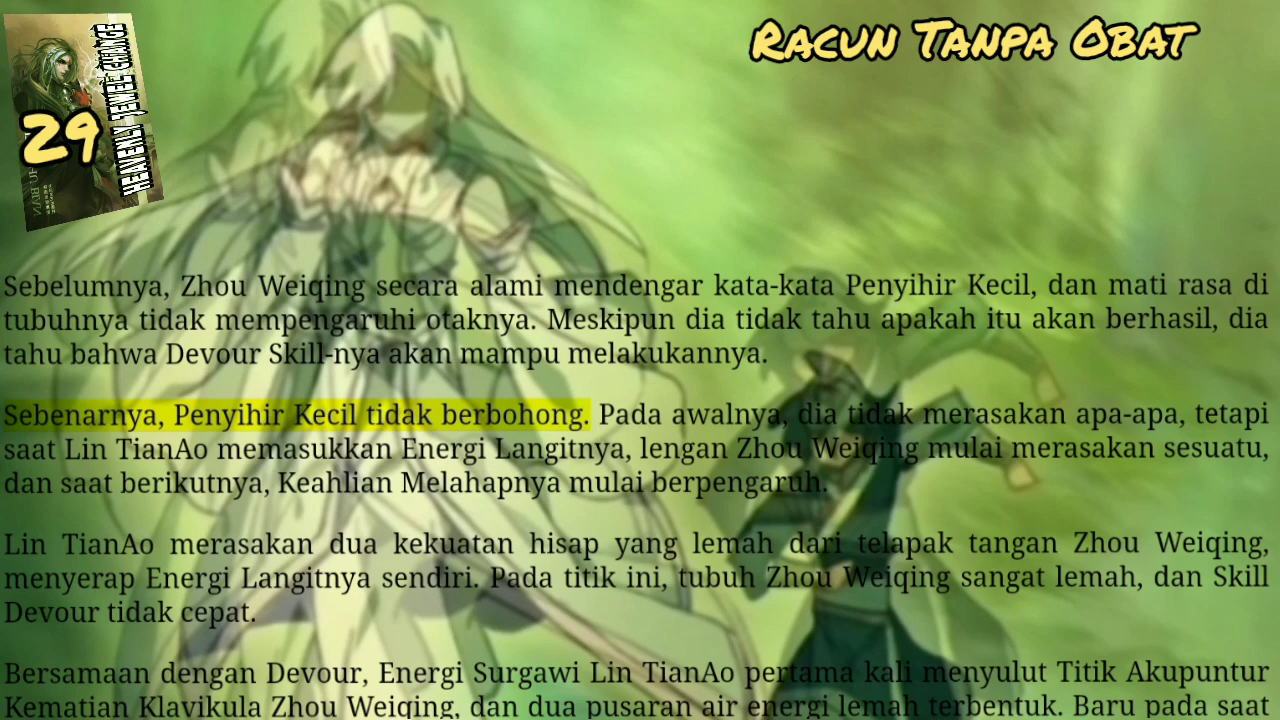 HEAVENLY JEWEL CHANGE
29
Racun Tanpa Obat
Sebelumnya, Zhou Weiqing secara alami mendengar kata-kata Penyihir Kecil, dan mati rasa di
tubuhnya tidak mempengaruhi otaknya. Meskipun dia tidak tahu apakah itu akan berhasil, dia
tahu bahwa Devour Skill-nya akan mampu melakukannya.
Sebenarnya, Penyihir Kecil tidak berbohong. Pada awalnya, dia tidak merasakan apa-apa, tetapi
saat Lin TianAo memasukkan Energi Langitnya, lengan Zhou Weiqing mulai merasakan sesuatu,
dan saat berikutnya, Keahlian Melahapnya mulai berpengaruh.
Lin TianAo merasakan dua kekuatan hisap yang lemah dari telapak tangan Zhou Weiqing,
menyerap Energi Langitnya sendiri. Pada titik ini, tubuh Zhou Weiqing sangat lemah, dan Skill
Devour tidak cepat.
Bersamaan dengan Devour, Energi Surgawi Lin TianAo pertama kali menyulut Titik Akupuntur
Kematian Klavikula Zhou Weiqing, dan dua pusaran air energi lemah terbentuk. Baru pada saat